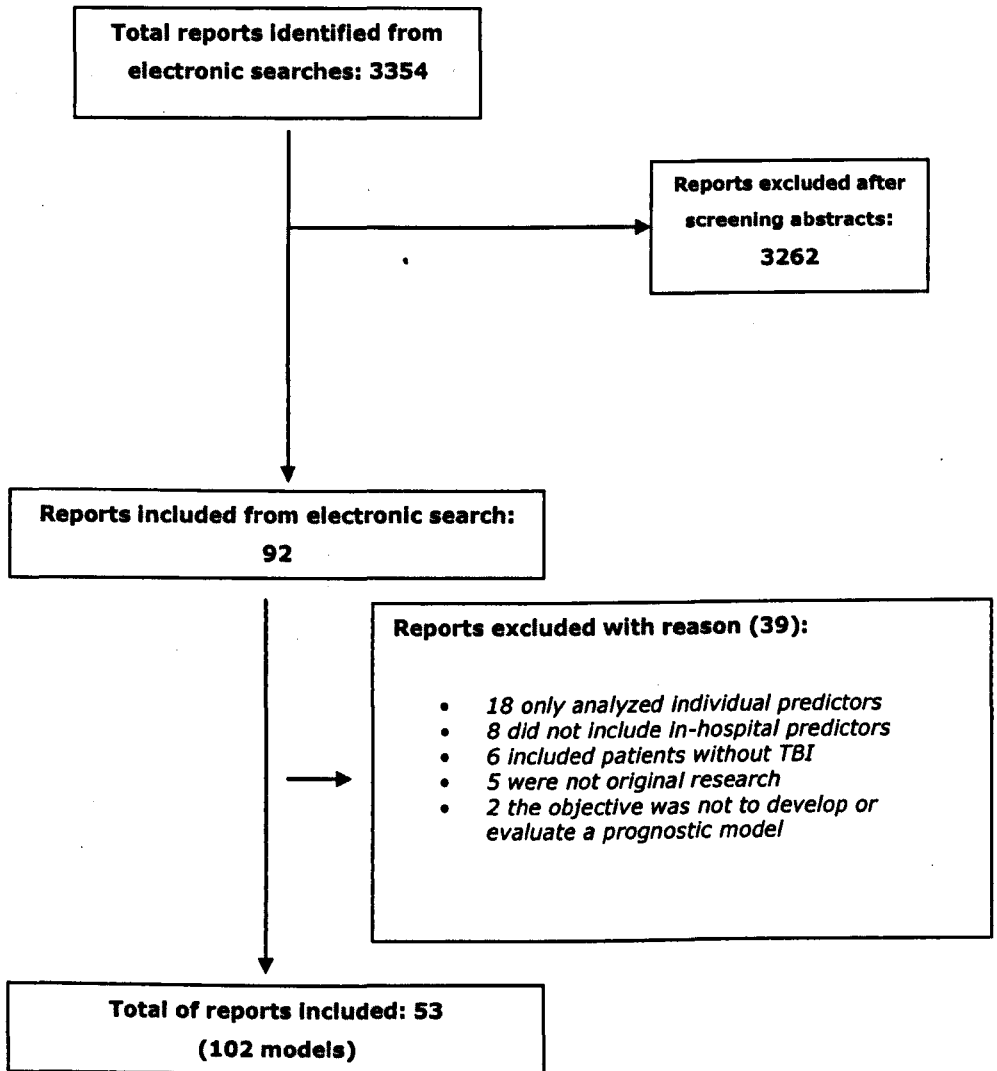 Total reports identified from
electronic searches: 3354
Reports excluded after
screening abstracts:
3262
Reports included from electronic search:
92
Reports excluded with reason (39):
• 18 only analyzed individual predictors
• 8 did not include in-hospital predictors
• 6 included patients without TBI
• 5 were not original research
• 2 the objective was not to develop or
evaluate a prognostic model
Total of reports included: 53
(102 models)